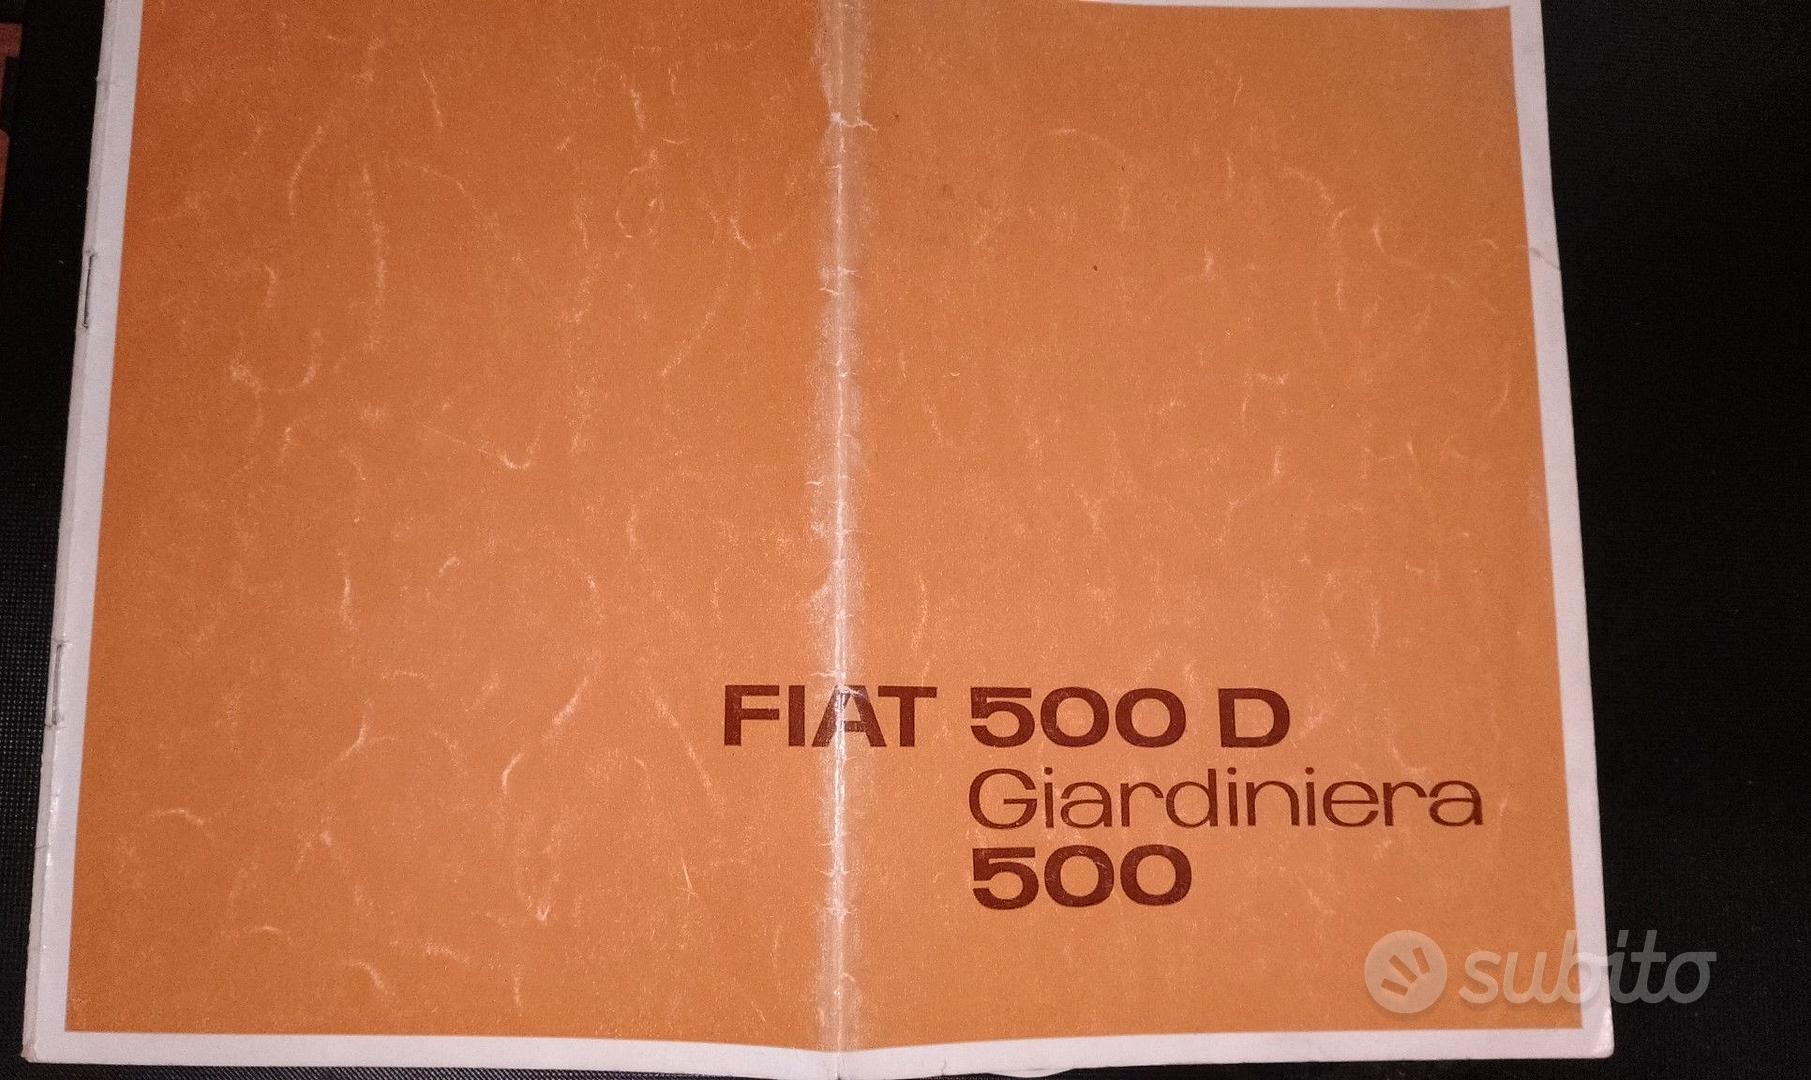 FIAT 500 D
Giardiniera
500
subito